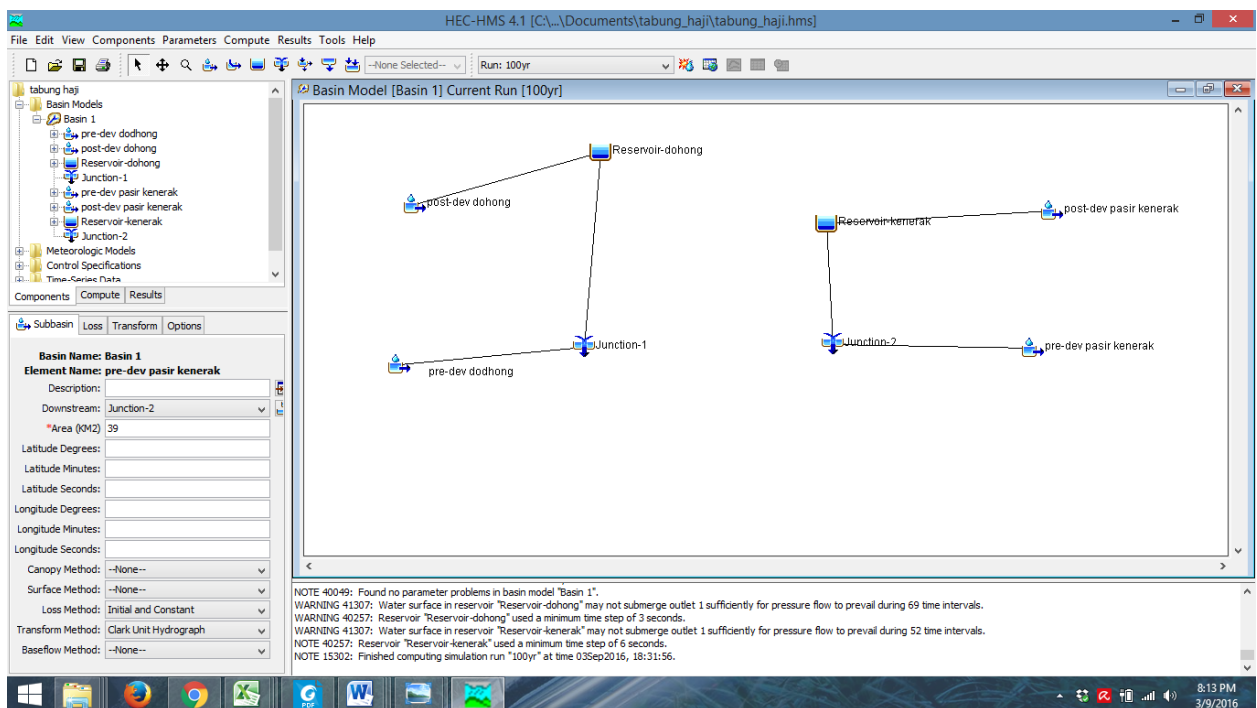 HEC-HMS 4.1 [C:\...\Documents\tabung_haji\tabung_haji.hms]
File Edit View Components Parameters Compute Results Tools Help
--None Selected--
Run: 100yr
tabung haji
Basin Models
Basin 1
pre-dev dodhong
post-dev dohong
Reservoir-dohong
Junction-1
pre-dev pasir kenerak
post-dev pasir kenerak
Reservoir-kenerak
Junction-2
Meteorologic Models
Control Specifications
Time-Series Data
Components Compute Results
Subbasin Loss Transform Options
Basin Name: Basin 1
Element Name: pre-dev pasir kenerak
Description:
Downstream: Junction-2
*Area (KM2) 39
Latitude Degrees:
Latitude Minutes:
Latitude Seconds:
Longitude Degrees:
Longitude Minutes:
Longitude Seconds:
Canopy Method: --None--
Surface Method: --None--
Loss Method: Initial and Constant
Transform Method: Clark Unit Hydrograph
Baseflow Method: --None--
Basin Model [Basin 1] Current Run [100yr]
Reservoir-dohong
post-dev dohong
post-dev pasir kenerak
Reservoir-kenerak
Junction-1
Junction-2
pre-dev pasir kenerak
pre-dev dodhong
NOTE 40049: Found no parameter problems in basin model "Basin 1".
WARNING 41307: Water surface in reservoir "Reservoir-dohong" may not submerge outlet 1 sufficiently for pressure flow to prevail during 69 time intervals.
WARNING 40257: Reservoir "Reservoir-dohong" used a minimum time step of 3 seconds.
WARNING 41307: Water surface in reservoir "Reservoir-kenerak" may not submerge outlet 1 sufficiently for pressure flow to prevail during 52 time intervals.
NOTE 40257: Reservoir "Reservoir-kenerak" used a minimum time step of 6 seconds.
NOTE 15302: Finished computing simulation run "100yr" at time 03Sep2016, 18:31:56.
PDF
8:13 PM
3/9/2016